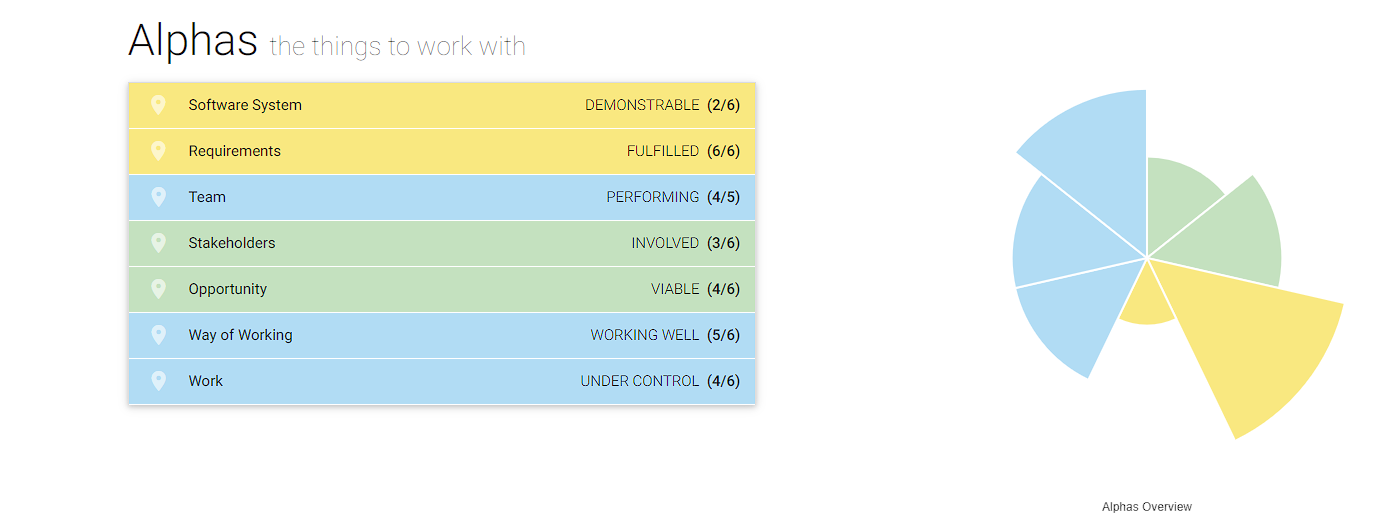 Alphas the things to work with
Software System DEMONSTRABLE (2/6)
Requirements FULFILLED (6/6)
Team PERFORMING (4/5)
Stakeholders INVOLVED (3/6)
Opportunity VIABLE (4/6)
Way of Working WORKING WELL (5/6)
Work UNDER CONTROL (4/6)
Alphas Overview